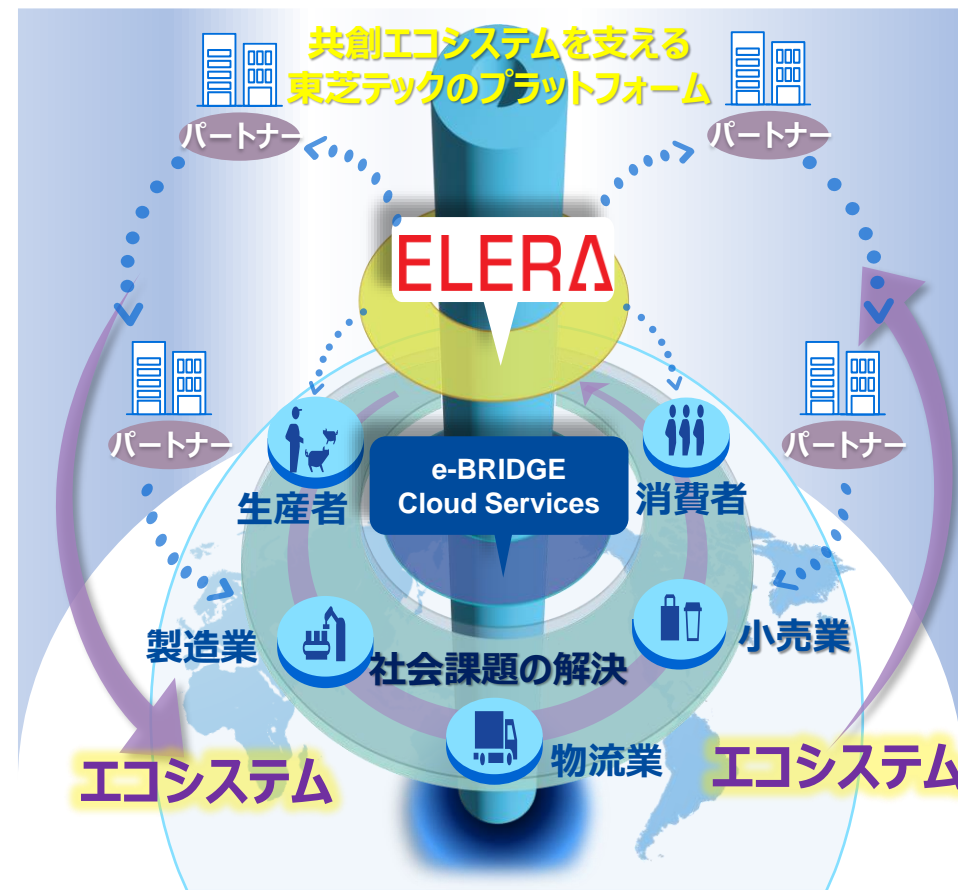 共創エコシステムを支える
東芝テックのプラットフォーム
パートナー
パートナー
ELERA
パートナー
パートナー
生産者
e-BRIDGE
Cloud Services
消費者
製造業
社会課題の解決
小売業
物流業
エコシステム
エコシステム